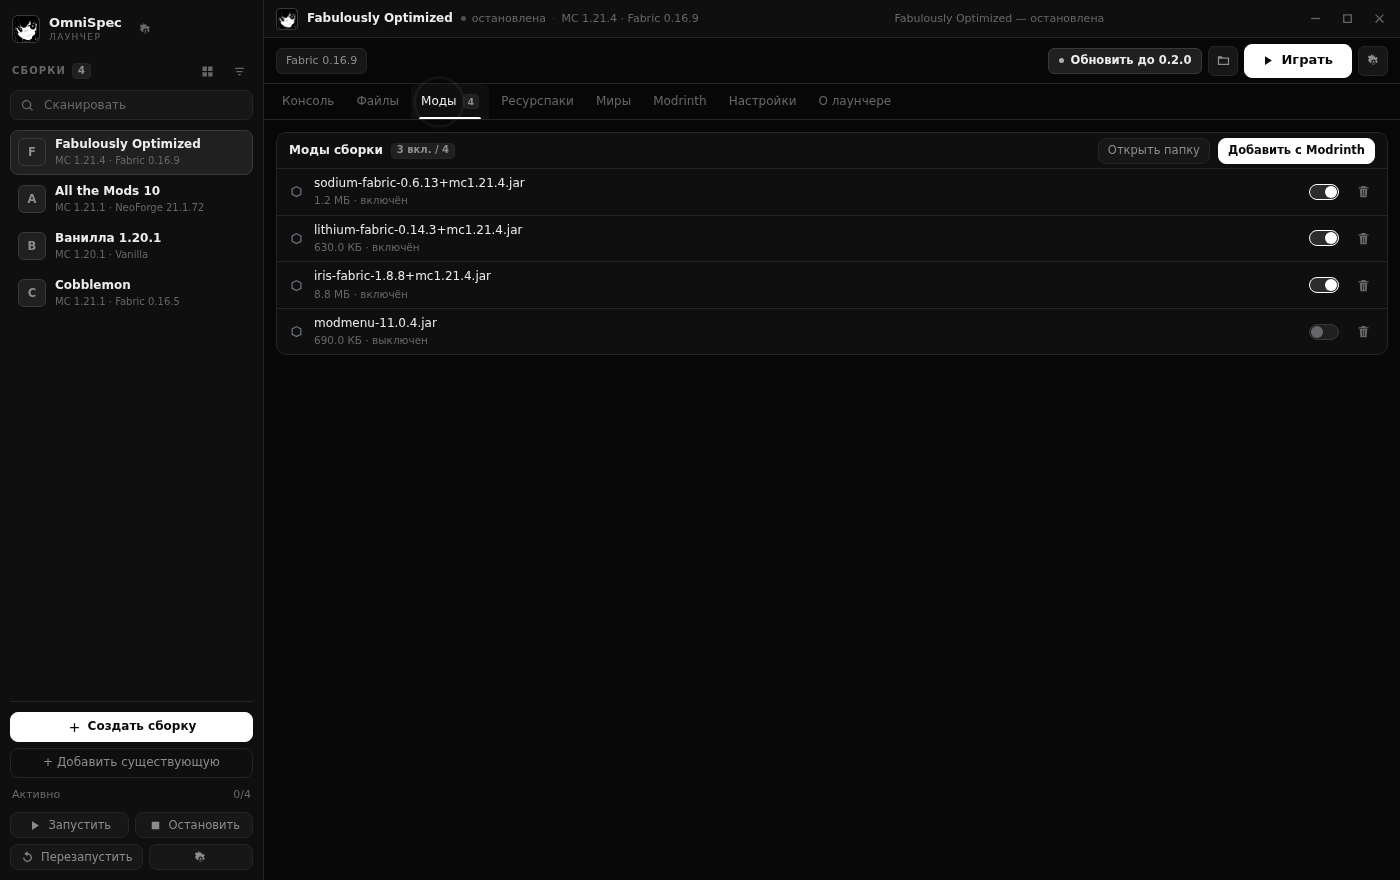 OmniSpec
ЛАУНЧЕР
СБОРКИ 4
Сканировать
F Fabulously Optimized
MC 1.21.4 · Fabric 0.16.9
A All the Mods 10
MC 1.21.1 · NeoForge 21.1.72
В Ванилла 1.20.1
MC 1.20.1 · Vanilla
C Cobblemon
MC 1.21.1 · Fabric 0.16.5
+ Создать сборку
+ Добавить существующую
Активно 0/4
Запустить Остановить
Перезапустить
Fabulously Optimized остановлена · MC 1.21.4 · Fabric 0.16.9 Fabulously Optimized — остановлена
Fabric 0.16.9 Обновить до 0.2.0 Играть
Консоль Файлы Моды 4 Ресурспаки Миры Modrinth Настройки О лаунчере
Моды сборки 3 вкл. / 4 Открыть папку Добавить с Modrinth
sodium-fabric-0.6.13+mc1.21.4.jar
1.2 МБ · включён
lithium-fabric-0.14.3+mc1.21.4.jar
630.0 КБ · включён
iris-fabric-1.8.8+mc1.21.4.jar
8.8 МБ · включён
modmenu-11.0.4.jar
690.0 КБ · выключен